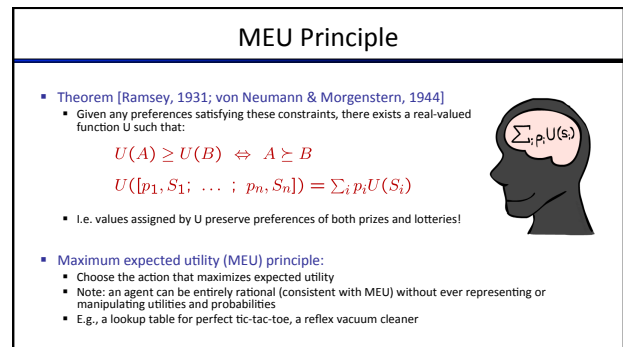 MEU Principle
▪ Theorem [Ramsey, 1931; von Neumann & Morgenstern, 1944]
▪ Given any preferences satisfying these constraints, there exists a real-valued
function U such that:
U(A) ≥ U(B) ⇔ A ⪰ B
U([p₁, S₁; … ; pₙ, Sₙ]) = ∑ᵢ pᵢU(Sᵢ)
∑ᵢ pᵢ U(sᵢ)
▪ I.e. values assigned by U preserve preferences of both prizes and lotteries!
▪ Maximum expected utility (MEU) principle:
▪ Choose the action that maximizes expected utility
▪ Note: an agent can be entirely rational (consistent with MEU) without ever representing or
manipulating utilities and probabilities
▪ E.g., a lookup table for perfect tic-tac-toe, a reflex vacuum cleaner